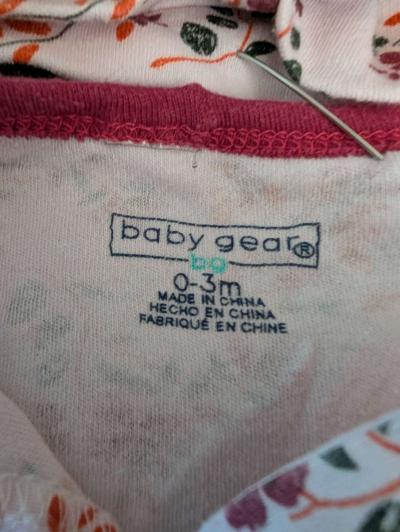 baby gear®
bg
0-3m
MADE IN CHINA
HECHO EN CHINA
FABRIQUÉ EN CHINE